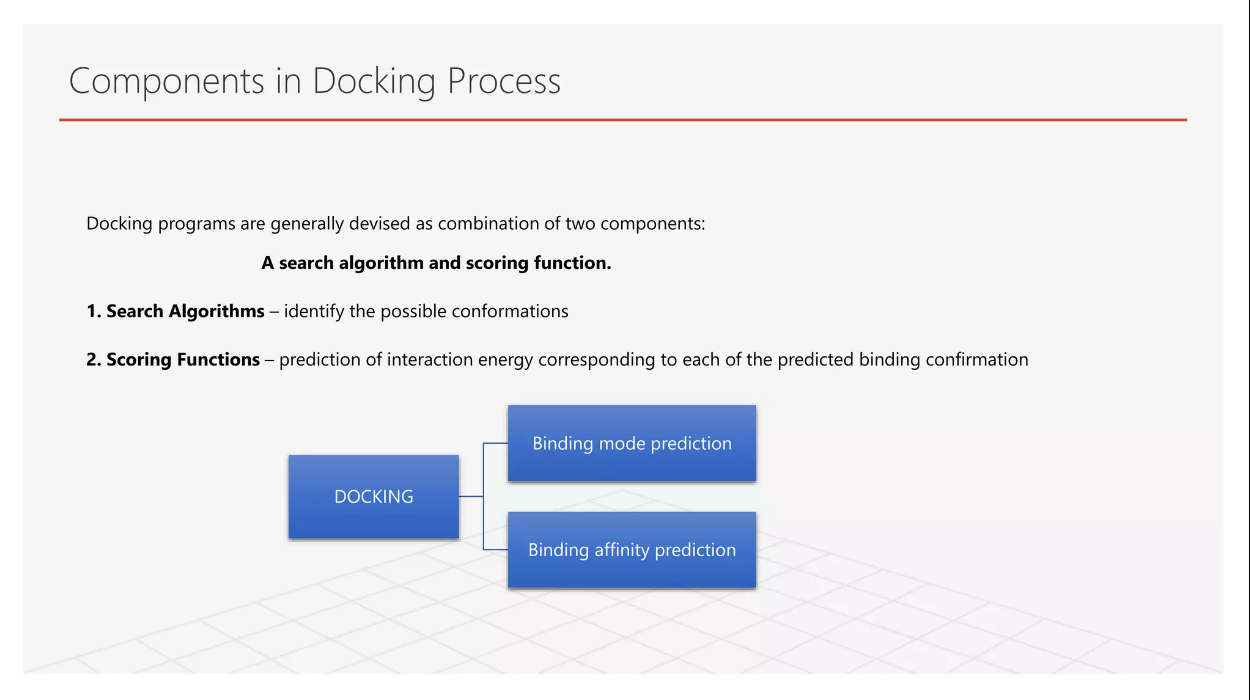 Components in Docking Process
Docking programs are generally devised as combination of two components:
A search algorithm and scoring function.
1. Search Algorithms – identify the possible conformations
2. Scoring Functions – prediction of interaction energy corresponding to each of the predicted binding confirmation
Binding mode prediction
DOCKING
Binding affinity prediction